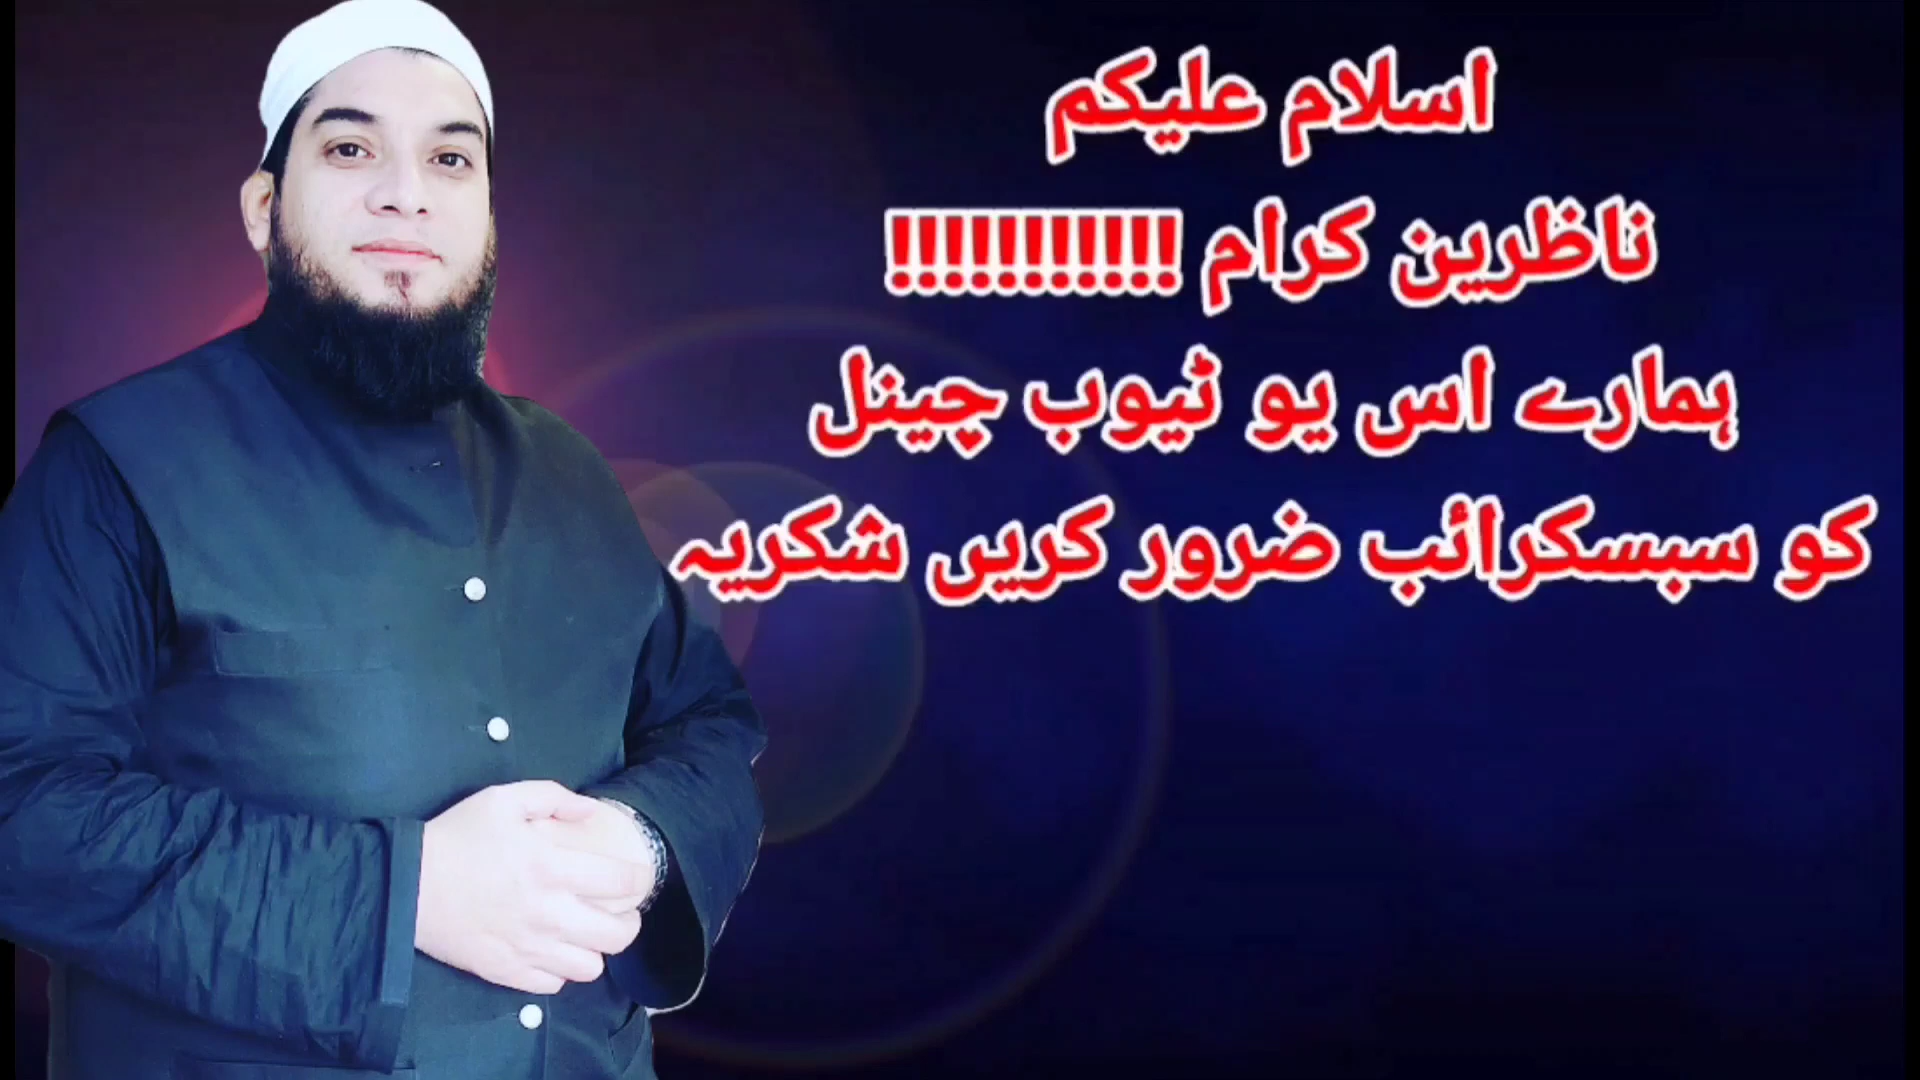 اسلام علیکم
ناظرین کرام !!!!!!!!!!!
ہمارے اس یو ٹیوب چینل
کو سبسکرائب ضرور کریں شکریہ